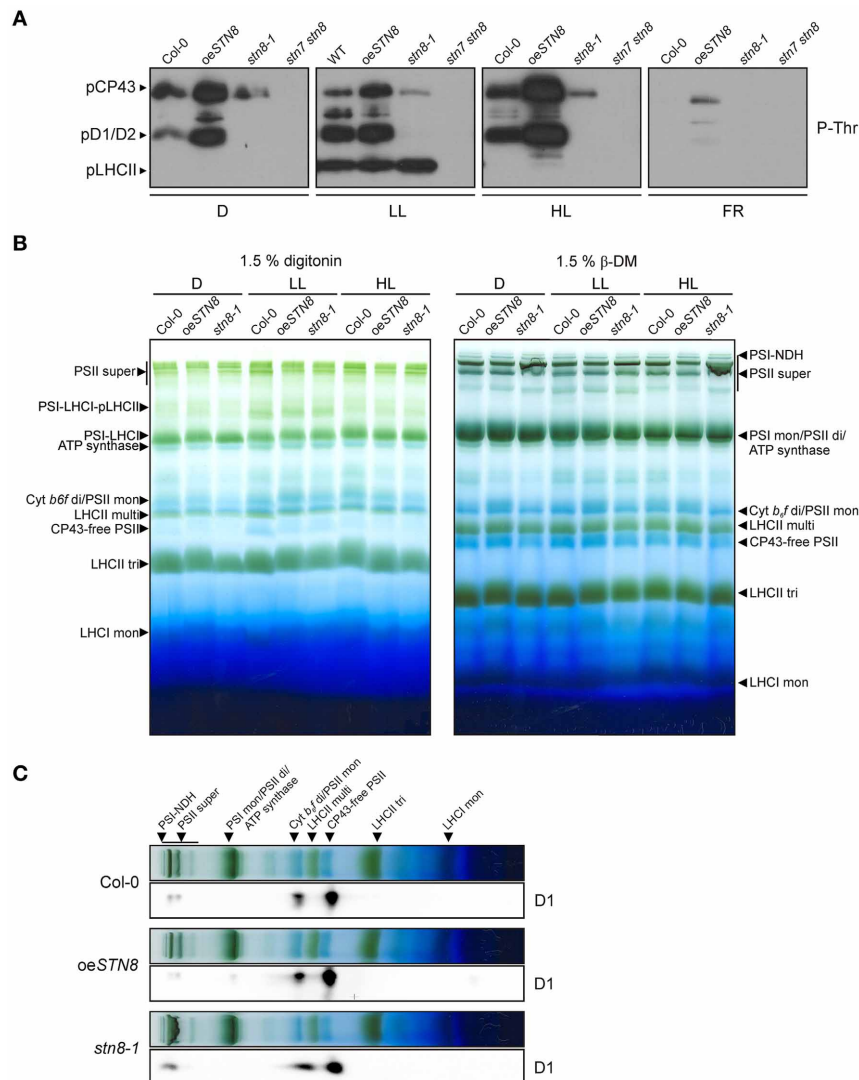 A
Col-0 oeSTN8 stn8-1 stn7 stn8
WT oeSTN8 stn8-1 stn7 stn8
Col-0 oeSTN8 stn8-1 stn7 stn8
Col-0 oeSTN8 stn8-1 stn7 stn8
pCP43
pD1/D2
pLHCII
P-Thr
D LL HL FR
B
1.5 % digitonin
D LL HL
Col-0 oeSTN8 stn8-1 Col-0 oeSTN8 stn8-1 Col-0 oeSTN8 stn8-1
PSII super
PSI-LHCI-pLHCII
PSI-LHCI
ATP synthase
Cyt b6f di/PSII mon
LHCII multi
CP43-free PSII
LHCII tri
LHCI mon
1.5 % β-DM
D LL HL
Col-0 oeSTN8 stn8-1 Col-0 oeSTN8 stn8-1 Col-0 oeSTN8 stn8-1
PSI-NDH
PSII super
PSI mon/PSII di/
ATP synthase
Cyt b₆f di/PSII mon
LHCII multi
CP43-free PSII
LHCII tri
LHCI mon
C
PSI-NDH
PSII super
PSI mon/PSII di/
ATP synthase
Cyt b₆f di/PSII mon
LHCII multi
CP43-free PSII
LHCII tri
LHCI mon
Col-0
D1
oeSTN8
D1
stn8-1
D1